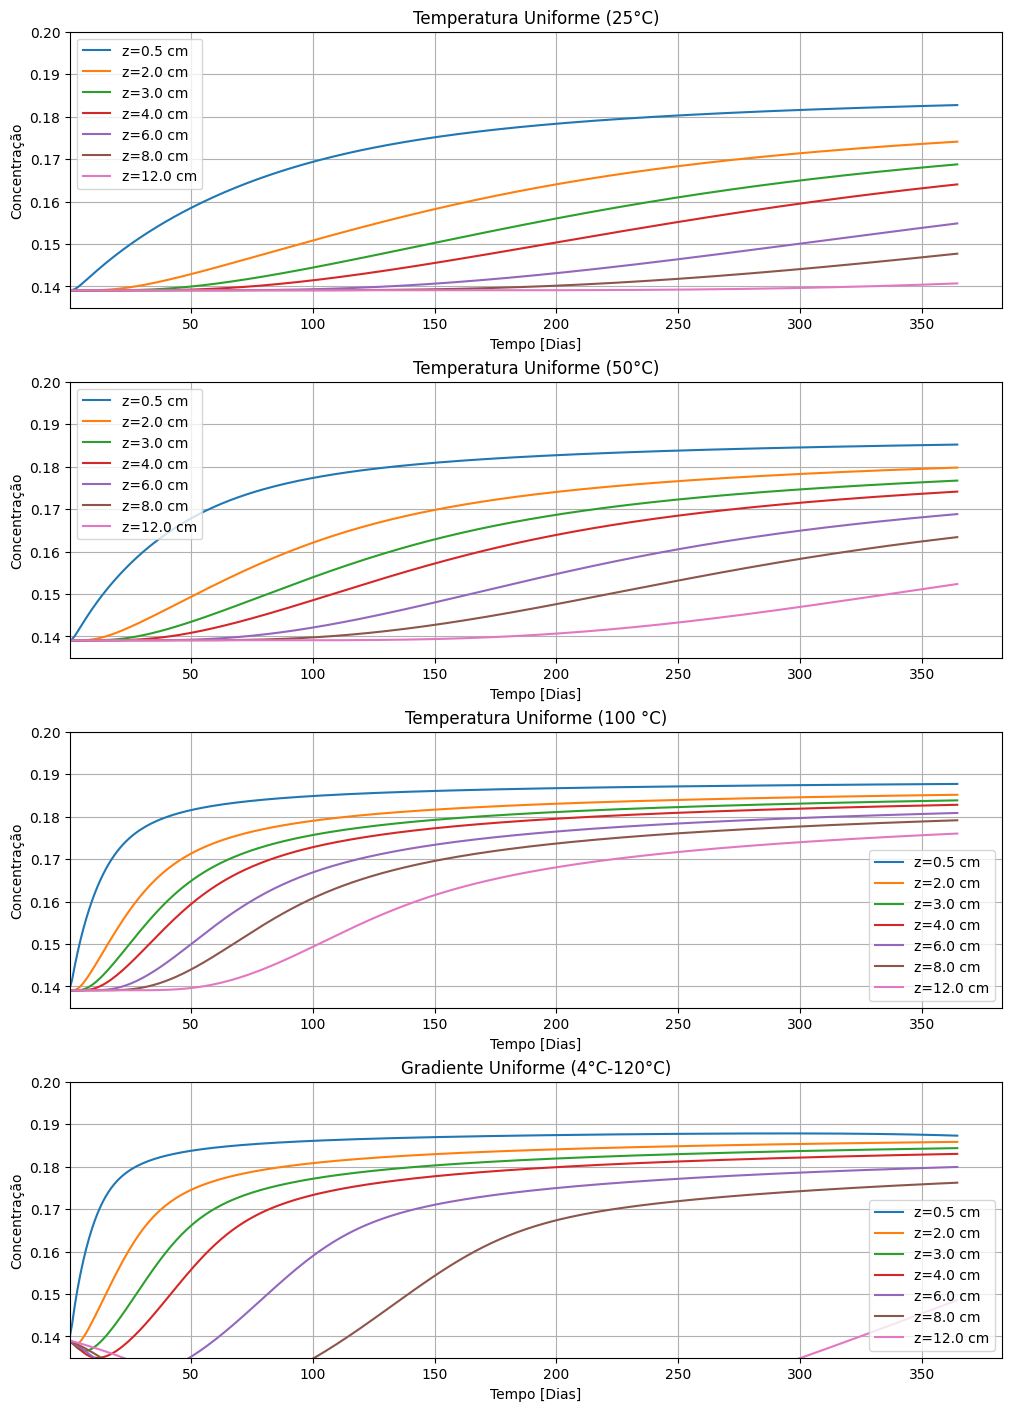 Temperatura Uniforme (25°C)
0.20
0.19
0.18
0.17
0.16
0.15
0.14
Concentração
z=0.5 cm
z=2.0 cm
z=3.0 cm
z=4.0 cm
z=6.0 cm
z=8.0 cm
z=12.0 cm
50 100 150 200 250 300 350
Tempo [Dias]
Temperatura Uniforme (50°C)
0.20
0.19
0.18
0.17
0.16
0.15
0.14
Concentração
z=0.5 cm
z=2.0 cm
z=3.0 cm
z=4.0 cm
z=6.0 cm
z=8.0 cm
z=12.0 cm
50 100 150 200 250 300 350
Tempo [Dias]
Temperatura Uniforme (100 °C)
0.20
0.19
0.18
0.17
0.16
0.15
0.14
Concentração
z=0.5 cm
z=2.0 cm
z=3.0 cm
z=4.0 cm
z=6.0 cm
z=8.0 cm
z=12.0 cm
50 100 150 200 250 300 350
Tempo [Dias]
Gradiente Uniforme (4°C-120°C)
0.20
0.19
0.18
0.17
0.16
0.15
0.14
Concentração
z=0.5 cm
z=2.0 cm
z=3.0 cm
z=4.0 cm
z=6.0 cm
z=8.0 cm
z=12.0 cm
50 100 150 200 250 300 350
Tempo [Dias]